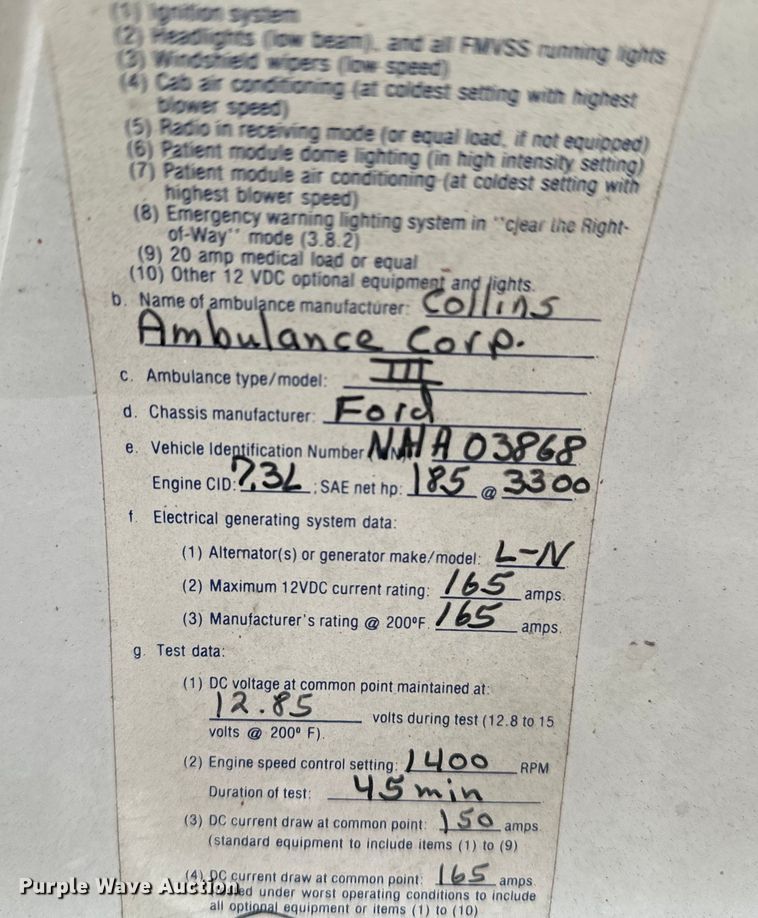 (1) Ignition system
(2) Headlights (low beam), and all FMVSS running lights
(3) Windshield wipers (low speed)
(4) Cab air conditioning (at coldest setting with highest
blower speed)
(5) Radio in receiving mode (or equal load, if not equipped)
(6) Patient module dome lighting (in high intensity setting)
(7) Patient module air conditioning (at coldest setting with
highest blower speed)
(8) Emergency warning lighting system in "clear the Right-
of-Way" mode (3.8.2)
(9) 20 amp medical load or equal
(10) Other 12 VDC optional equipment and lights.
b. Name of ambulance manufacturer: Collins
Ambulance Corp.
c. Ambulance type/model: III
d. Chassis manufacturer: Ford
e. Vehicle Identification Number NHA03868
Engine CID: 7.3L ; SAE net hp: 185 @ 3300
f. Electrical generating system data:
(1) Alternator(s) or generator make/model: L-N
(2) Maximum 12VDC current rating: 165 amps.
(3) Manufacturer's rating @ 200°F. 165 amps.
g. Test data:
(1) DC voltage at common point maintained at:
12.85 volts during test (12.8 to 15
volts @ 200° F).
(2) Engine speed control setting: 1400 RPM
Duration of test: 45 min
(3) DC current draw at common point: 150 amps
(standard equipment to include items (1) to (9)
(4) DC current draw at common point: 165 amps
under worst operating conditions to include
all optional equipment or items (1) to (10)
Purple Wave Auction